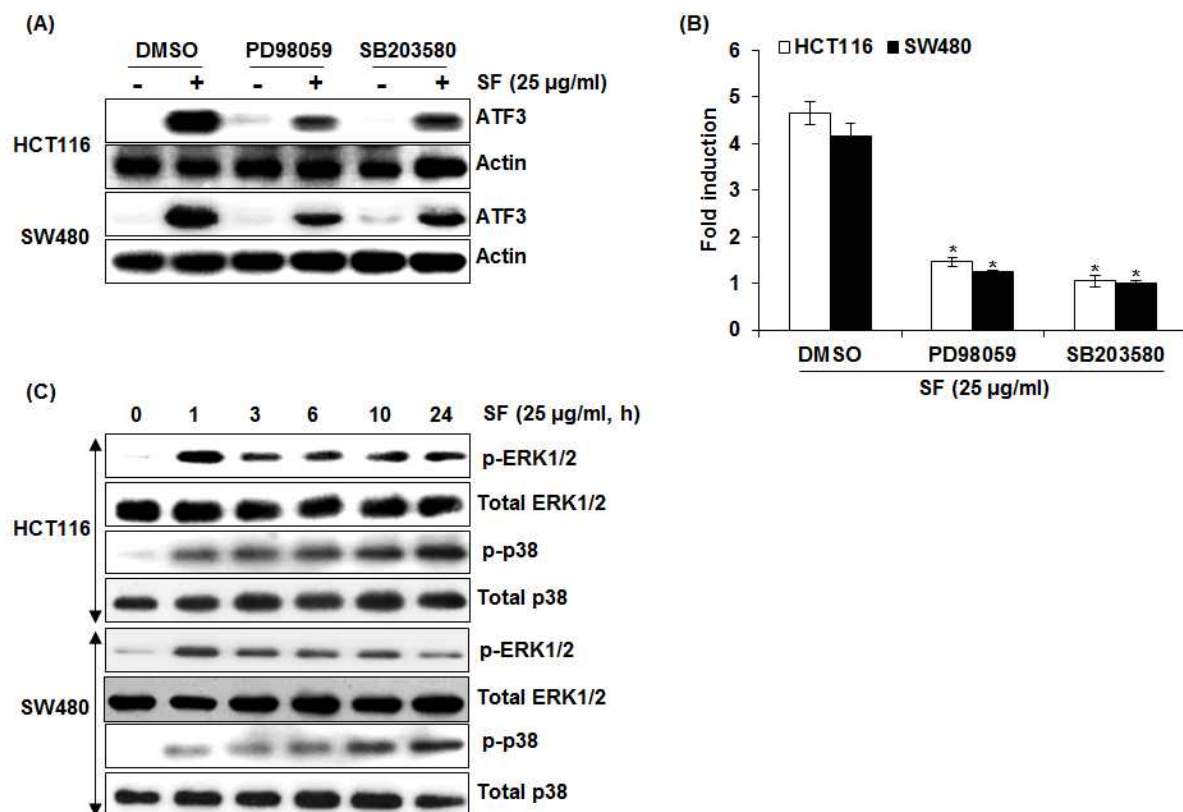 (A)
DMSO PD98059 SB203580
- + - + - + SF (25 µg/ml)
HCT116
ATF3
Actin
SW480
ATF3
Actin
(B)
HCT116 SW480
Fold induction
6
5
4
3
2
1
0
* * * *
DMSO PD98059 SB203580
SF (25 µg/ml)
(C)
0 1 3 6 10 24 SF (25 µg/ml, h)
HCT116
p-ERK1/2
Total ERK1/2
p-p38
Total p38
SW480
p-ERK1/2
Total ERK1/2
p-p38
Total p38